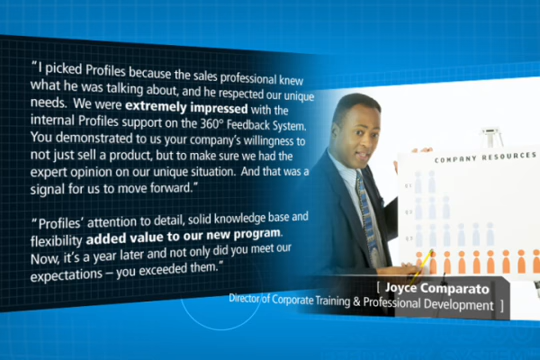 “I picked Profiles because the sales professional knew
what he was talking about, and he respected our unique
needs. We were extremely impressed with the
internal Profiles support on the 360º Feedback System.
You demonstrated to us your company's willingness to
not just sell a product, but to make sure we had the
expert opinion on our unique situation. And that was a
signal for us to move forward.”
“Profiles’ attention to detail, solid knowledge base and
flexibility added value to our new program.
Now, it’s a year later and not only did you meet our
expectations – you exceeded them.”
COMPANY RESOURCES
[ Joyce Comparato
Director of Corporate Training & Professional Development ]